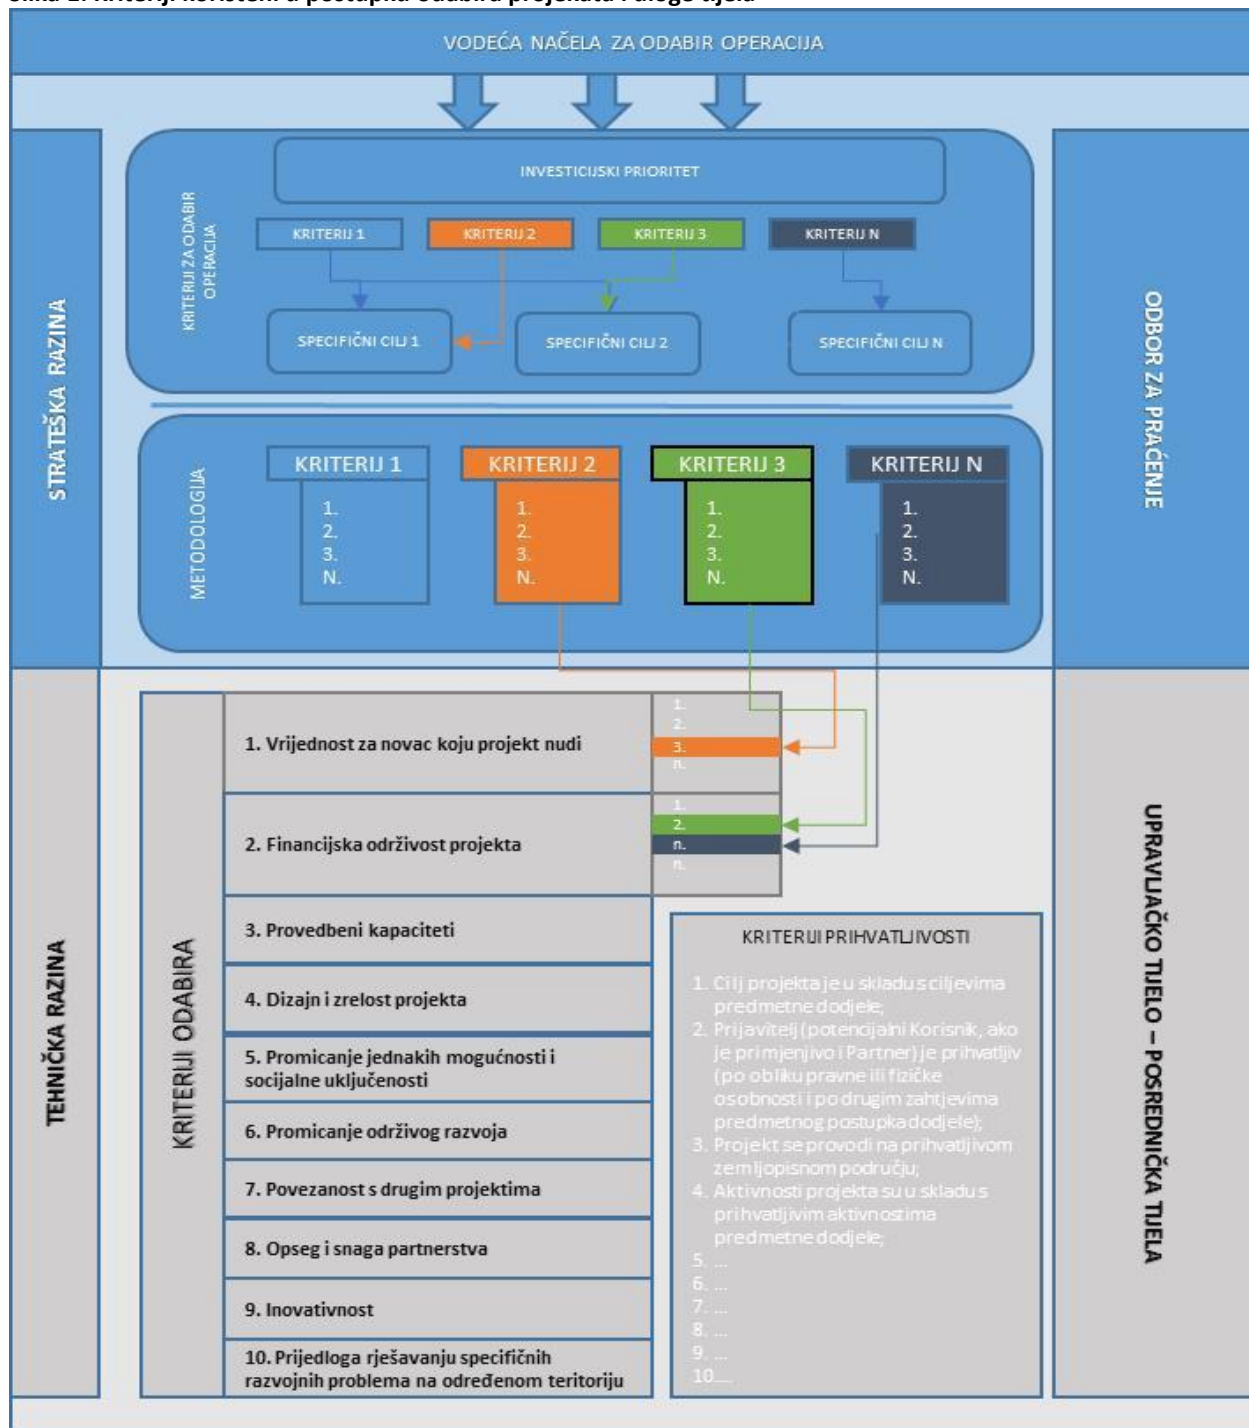 VODEĆA NAČELA ZA ODABIR OPERACIJA
STRATEŠKA RAZINA
KRITERIJI ZA ODABIR
OPERACIJA
INVESTICIJSKI PRIORITET
KRITERIJ 1
KRITERIJ 2
KRITERIJ 3
KRITERIJ N
SPECIFIČNI CILJ 1
SPECIFIČNI CILJ 2
SPECIFIČNI CILJ N
ODBOR ZA PRAĆENJE
METODOLOGIJA
KRITERIJ 1
1.
2.
3.
N.
KRITERIJ 2
1.
2.
3.
N.
KRITERIJ 3
1.
2.
3.
N.
KRITERIJ N
1.
2.
3.
N.
TEHNIČKA RAZINA
KRITERIJI ODABIRA
1. Vrijednost za novac koju projekt nudi
1.
2.
3.
n.
2. Financijska održivost projekta
1.
2.
n.
n.
3. Provedbeni kapaciteti
4. Dizajn i zrelost projekta
5. Promicanje jednakih mogućnosti i
socijalne uključenosti
6. Promicanje održivog razvoja
7. Povezanost s drugim projektima
8. Opseg i snaga partnerstva
9. Inovativnost
10. Prijedloga rješavanju specifičnih
razvojnih problema na određenom teritoriju
KRITERIJI PRIHVATLJIVOSTI
1. Cilj projekta je u skladu s ciljevima
predmetne dodjele;
2. Prijavitelj (potencijalni Korisnik, ako
je primjenjivo i Partner) je prihvatljiv
(po obliku pravne ili fizičke
osobnosti i po drugim zahtjevima
predmetnog postupka dodjele);
3. Projekt se provodi na prihvatljivom
zemljopisnom području;
4. Aktivnosti projekta su u skladu s
prihvatljivim aktivnostima
predmetne dodjele;
5. ...
6. ...
7. ...
8. ...
9. ...
10....
UPRAVLJAČKO TIJELO – POSREDNIČKA TIJELA